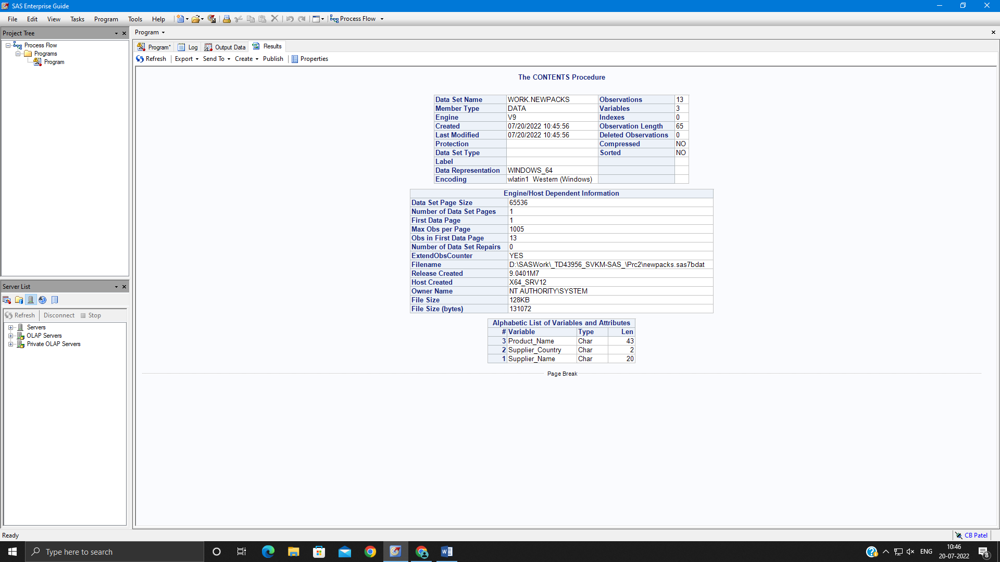 SAS Enterprise Guide
File Edit View Tasks Program Tools Help Process Flow
Project Tree
Process Flow
Programs
Program
Program
Program* Log Output Data Results
Refresh Export Send To Create Publish Properties
The CONTENTS Procedure
Data Set Name WORK.NEWPACKS Observations 13
Member Type DATA Variables 3
Engine V9 Indexes 0
Created 07/20/2022 10:45:56 Observation Length 65
Last Modified 07/20/2022 10:45:56 Deleted Observations 0
Protection Compressed NO
Data Set Type Sorted NO
Label
Data Representation WINDOWS_64
Encoding wlatin1 Western (Windows)
Engine/Host Dependent Information
Data Set Page Size 65536
Number of Data Set Pages 1
First Data Page 1
Max Obs per Page 1005
Obs in First Data Page 13
Number of Data Set Repairs 0
ExtendObsCounter YES
Filename D:\SASWork\_TD43956_SVKM-SAS_\Prc2\newpacks.sas7bdat
Release Created 9.0401M7
Host Created X64_SRV12
Owner Name NT AUTHORITY\SYSTEM
File Size 128KB
File Size (bytes) 131072
Alphabetic List of Variables and Attributes
# Variable Type Len
3 Product_Name Char 43
2 Supplier_Country Char 2
1 Supplier_Name Char 20
Page Break
Server List
Refresh Disconnect Stop
Servers
OLAP Servers
Private OLAP Servers
Ready
CB Patel
Type here to search
ENG
10:46
20-07-2022
8